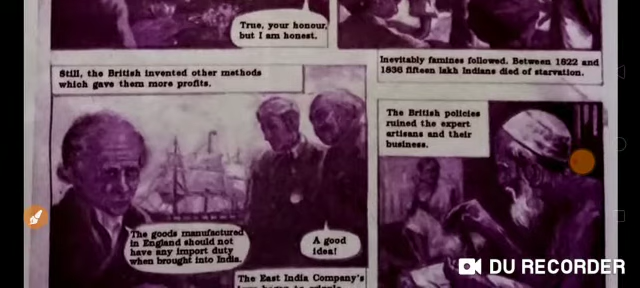 True, your honour,
but I am honest.
Inevitably famines followed. Between 1822 and
1836 fifteen lakh Indians died of starvation.
Still, the British invented other methods
which gave them more profits.
The British policies
ruined the expert
artisans and their
business.
The goods manufactured
in England should not
have any import duty
when brought into India.
A good
idea!
The East India Company's
DU RECORDER